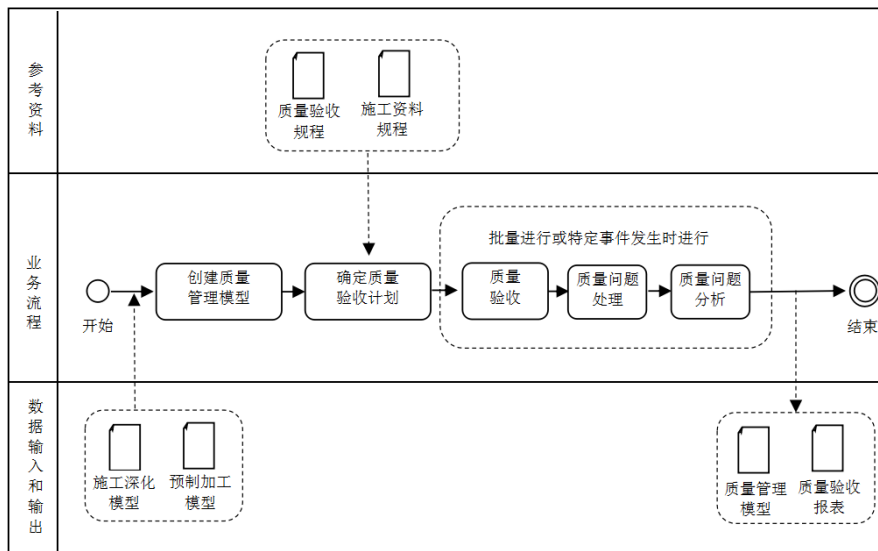 参考资料
质量验收
规程
施工资料
规程
业务流程
批量进行或特定事件发生时进行
开始
创建质量
管理模型
确定质量
验收计划
质量
验收
质量问题
处理
质量问题
分析
结束
数据输入和输出
施工深化
模型
预制加工
模型
质量管理
模型
质量验收
报表